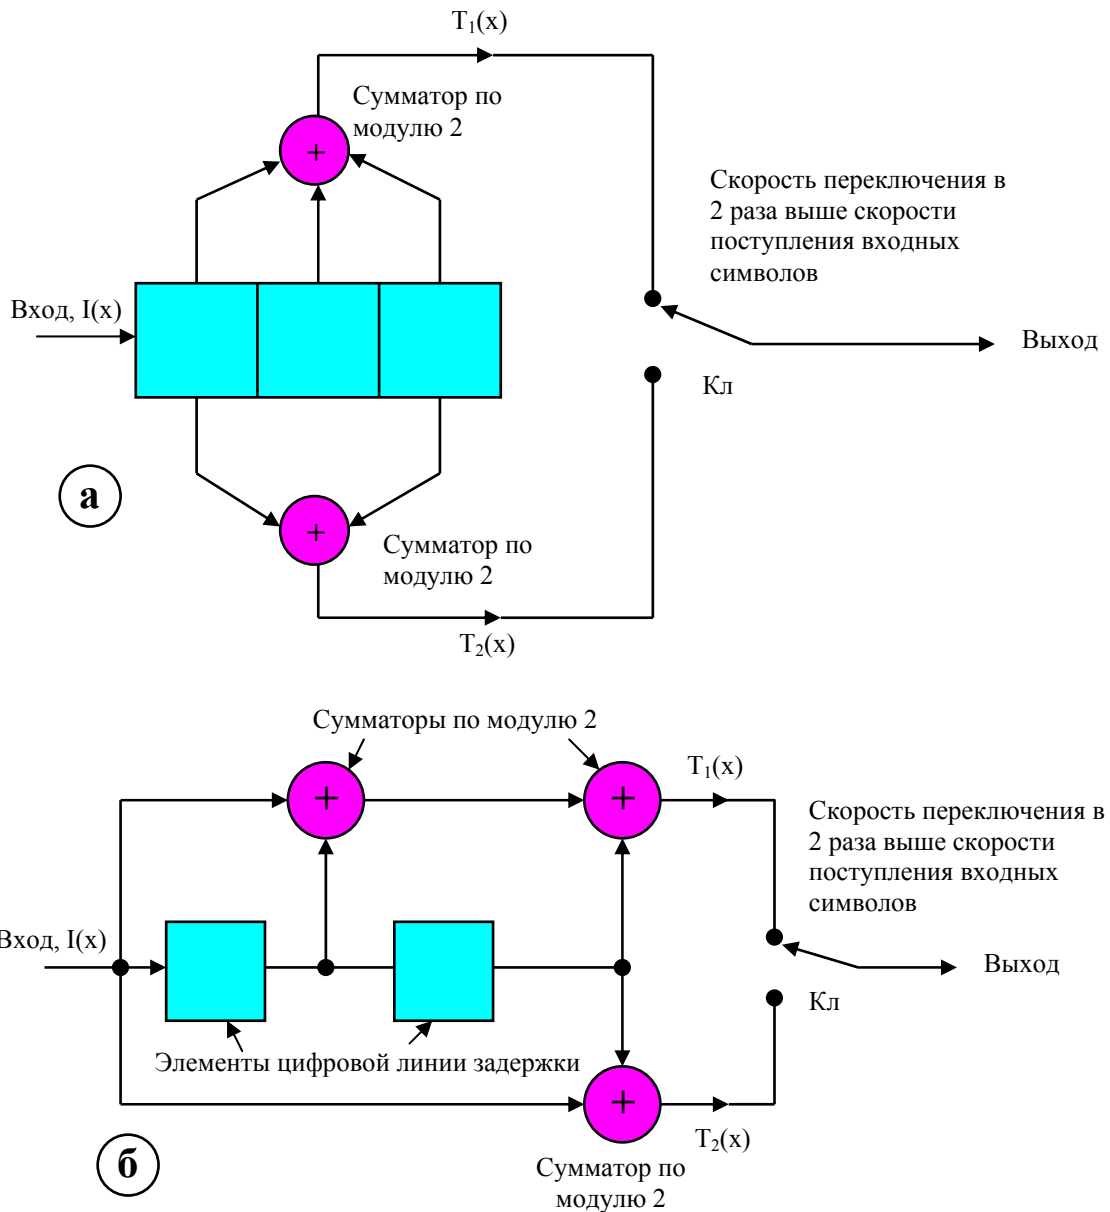 T₁(x)
Сумматор по
модулю 2
+
Скорость переключения в
2 раза выше скорости
поступления входных
символов
Вход, I(x)
Выход
Кл
а
+
Сумматор по
модулю 2
T₂(x)
Сумматоры по модулю 2
T₁(x)
+
+
Скорость переключения в
2 раза выше скорости
поступления входных
символов
Вход, I(x)
Выход
Кл
Элементы цифровой линии задержки
+
T₂(x)
б
Сумматор по
модулю 2